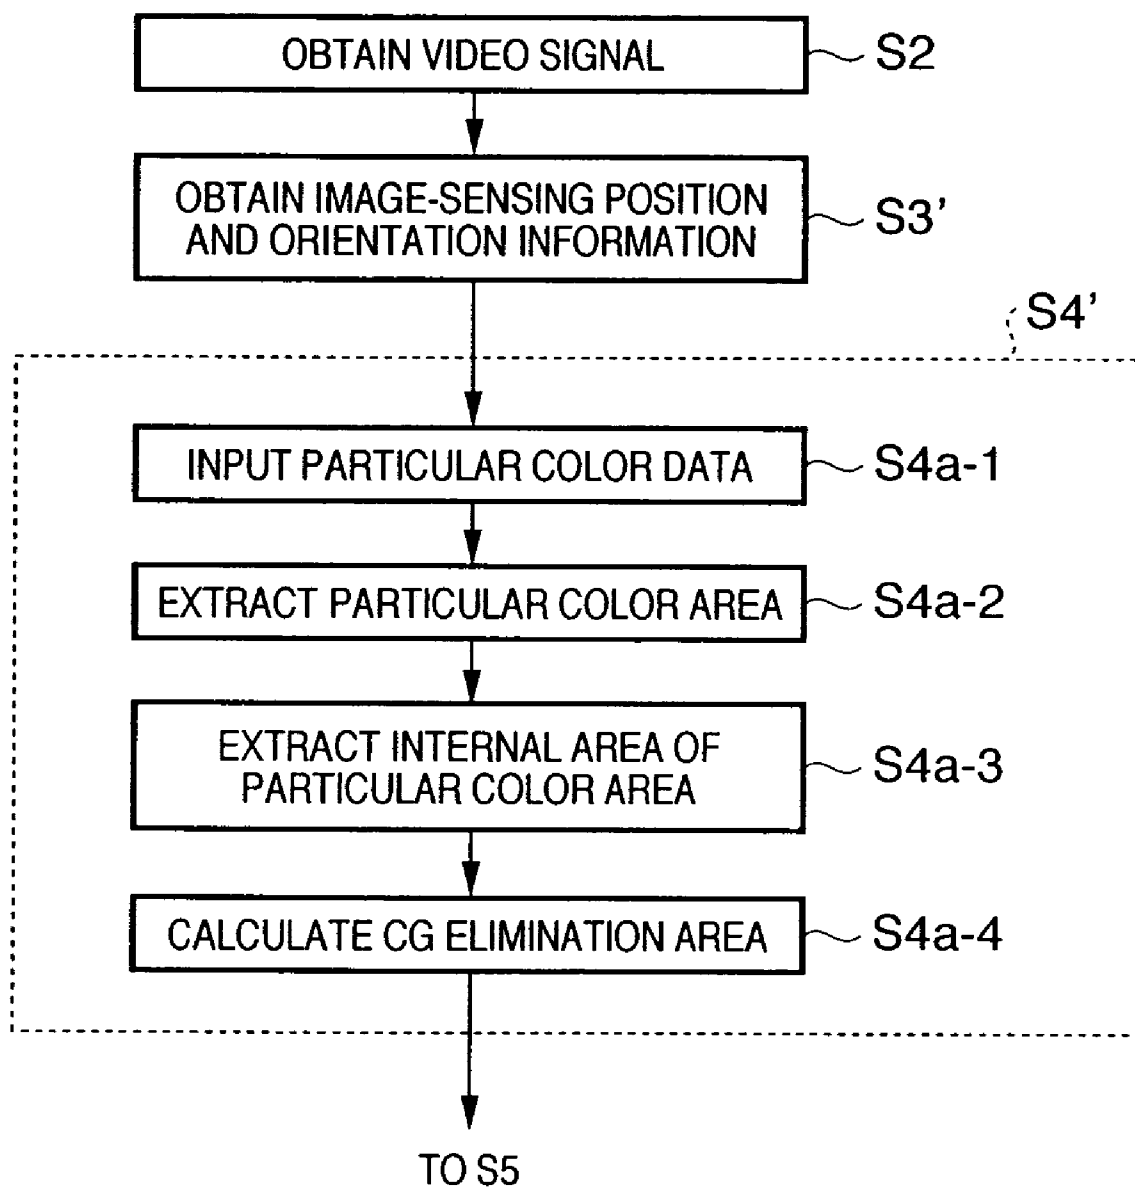 OBTAIN VIDEO SIGNAL
S2
OBTAIN IMAGE-SENSING POSITION
AND ORIENTATION INFORMATION
S3'
S4'
INPUT PARTICULAR COLOR DATA
S4a-1
EXTRACT PARTICULAR COLOR AREA
S4a-2
EXTRACT INTERNAL AREA OF
PARTICULAR COLOR AREA
S4a-3
CALCULATE CG ELIMINATION AREA
S4a-4
TO S5